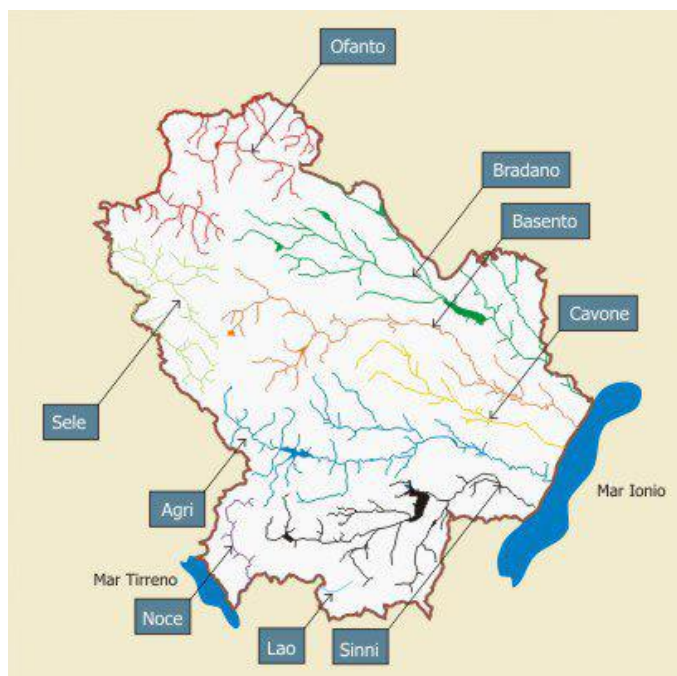 Ofanto
Bradano
Basento
Cavone
Sele
Mar Ionio
Agri
Mar Tirreno
Noce
Lao
Sinni